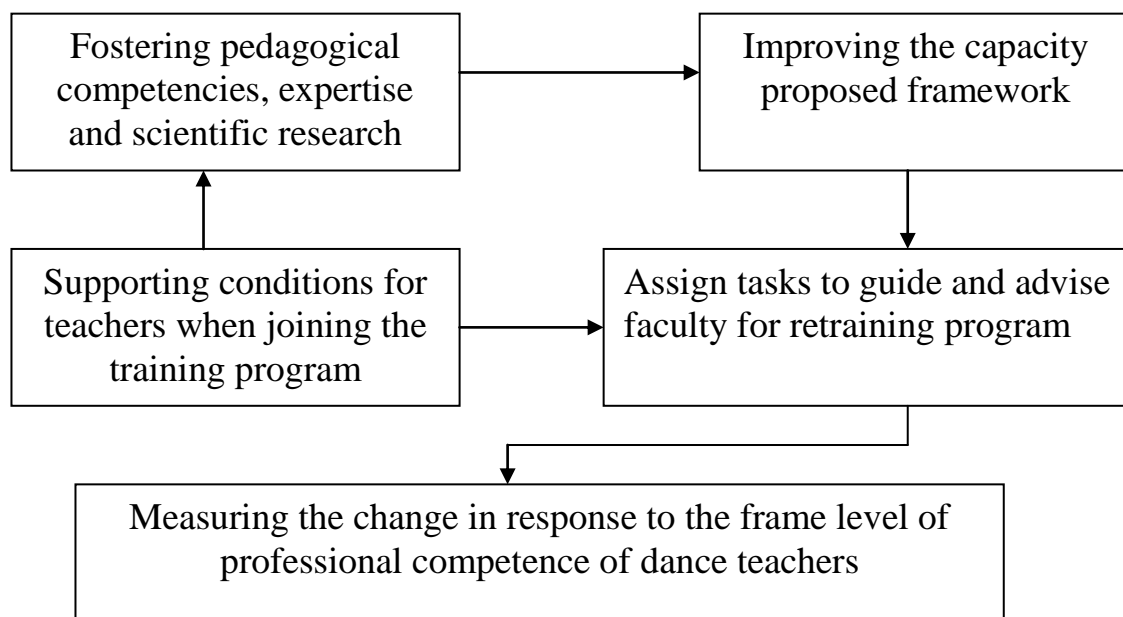 Fostering pedagogical
competencies, expertise
and scientific research
Improving the capacity
proposed framework
Supporting conditions for
teachers when joining the
training program
Assign tasks to guide and advise
faculty for retraining program
Measuring the change in response to the frame level of
professional competence of dance teachers